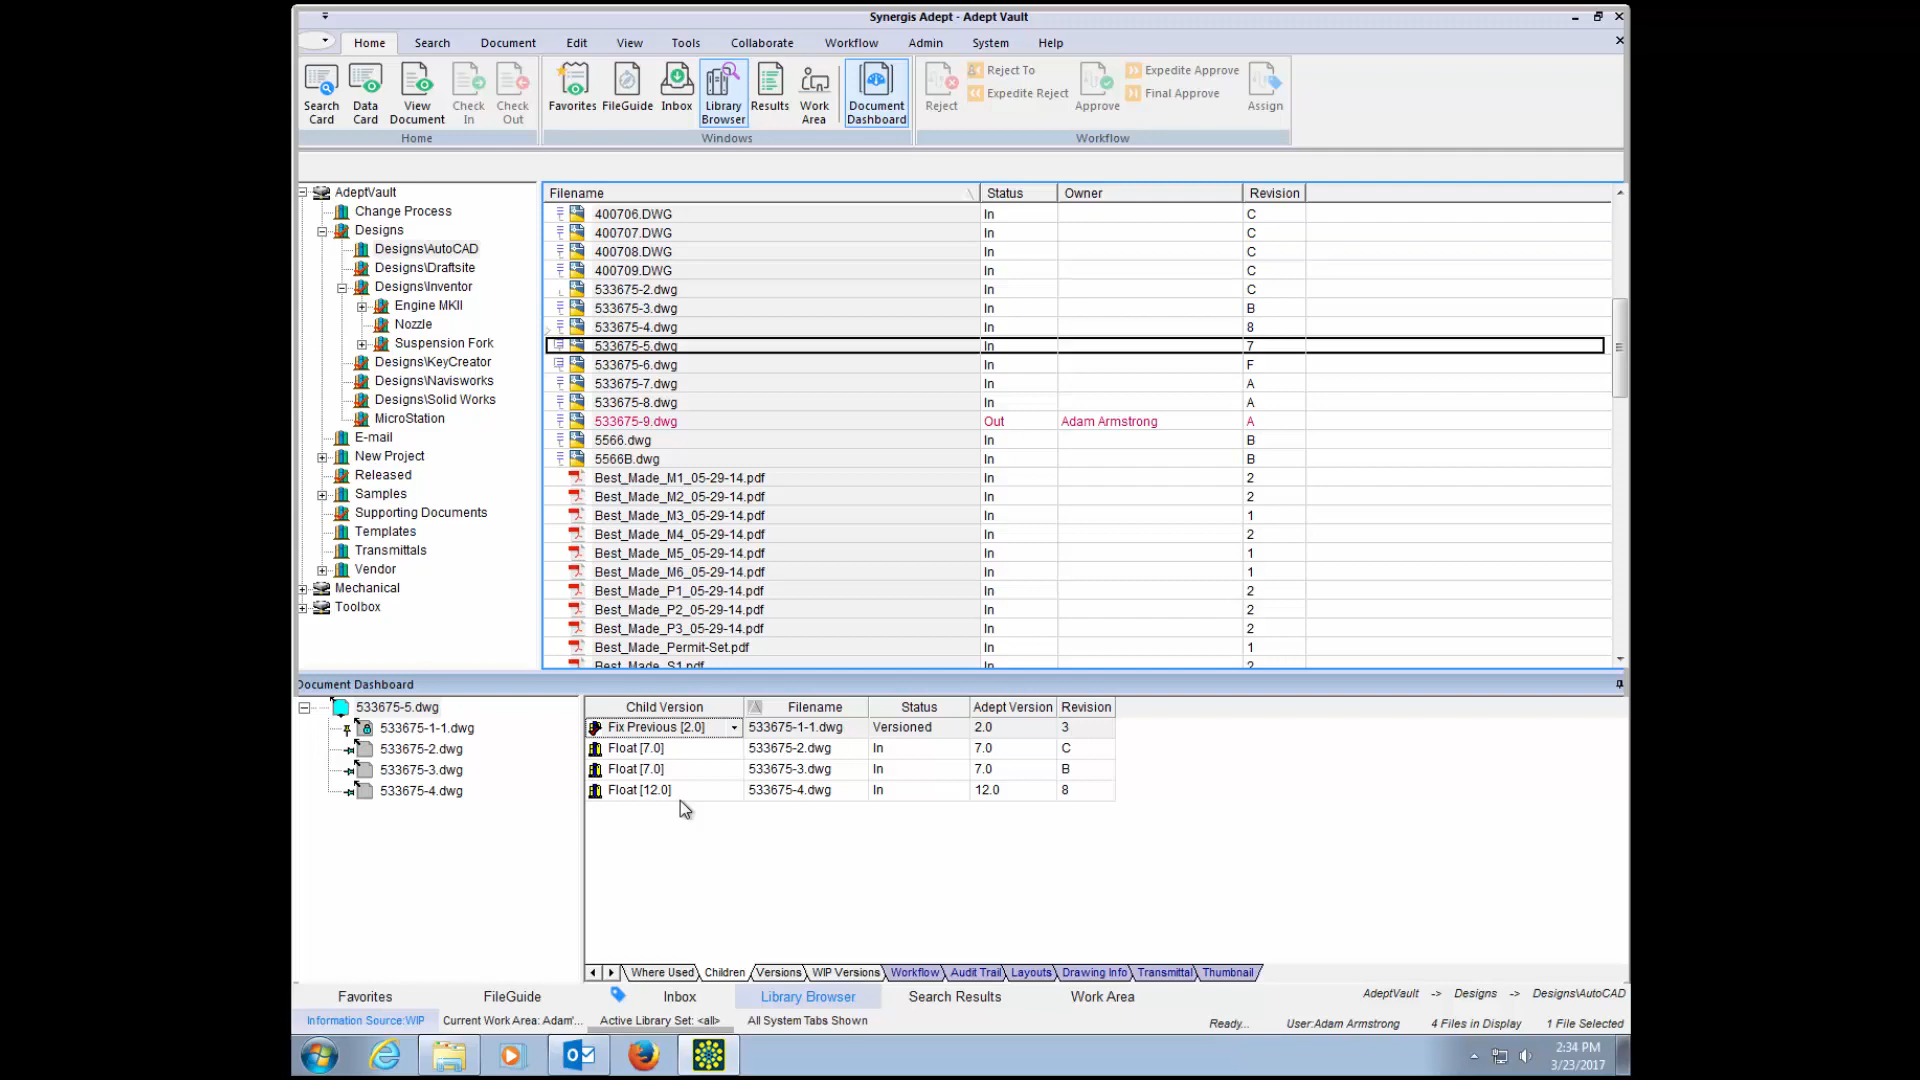 Synergis Adept - Adept Vault
Home Search Document Edit View Tools Collaborate Workflow Admin System Help
Search Card Data Card View Document Check In Check Out
Home
Favorites FileGuide Inbox Library Browser Results Work Area Document Dashboard
Windows
Reject Reject To Expedite Reject Approve Expedite Approve Final Approve Assign
Workflow
AdeptVault
Change Process
Designs
Designs\AutoCAD
Designs\Draftsite
Designs\Inventor
Engine MKII
Nozzle
Suspension Fork
Designs\KeyCreator
Designs\Navisworks
Designs\Solid Works
MicroStation
E-mail
New Project
Released
Samples
Supporting Documents
Templates
Transmittals
Vendor
Mechanical
Toolbox
Filename Status Owner Revision
400706.DWG In C
400707.DWG In C
400708.DWG In C
400709.DWG In C
533675-2.dwg In C
533675-3.dwg In B
533675-4.dwg In 8
533675-5.dwg In 7
533675-6.dwg In F
533675-7.dwg In A
533675-8.dwg In A
533675-9.dwg Out Adam Armstrong A
5566.dwg In B
5566B.dwg In B
Best_Made_M1_05-29-14.pdf In 2
Best_Made_M2_05-29-14.pdf In 2
Best_Made_M3_05-29-14.pdf In 1
Best_Made_M4_05-29-14.pdf In 2
Best_Made_M5_05-29-14.pdf In 1
Best_Made_M6_05-29-14.pdf In 1
Best_Made_P1_05-29-14.pdf In 2
Best_Made_P2_05-29-14.pdf In 2
Best_Made_P3_05-29-14.pdf In 2
Best_Made_Permit-Set.pdf In 1
Best_Made_S1.pdf In 2
Document Dashboard
533675-5.dwg
533675-1-1.dwg
533675-2.dwg
533675-3.dwg
533675-4.dwg
Child Version Filename Status Adept Version Revision
Fix Previous [2.0] 533675-1-1.dwg Versioned 2.0 3
Float [7.0] 533675-2.dwg In 7.0 C
Float [7.0] 533675-3.dwg In 7.0 B
Float [12.0] 533675-4.dwg In 12.0 8
Where Used Children Versions WIP Versions Workflow Audit Trail Layouts Drawing Info Transmittal Thumbnail
Favorites FileGuide Inbox Library Browser Search Results Work Area AdeptVault -> Designs -> Designs\AutoCAD
Information Source:WIP Current Work Area: Adam'... Active Library Set: <all> All System Tabs Shown Ready... User:Adam Armstrong 4 Files in Display 1 File Selected
2:34 PM
3/23/2017